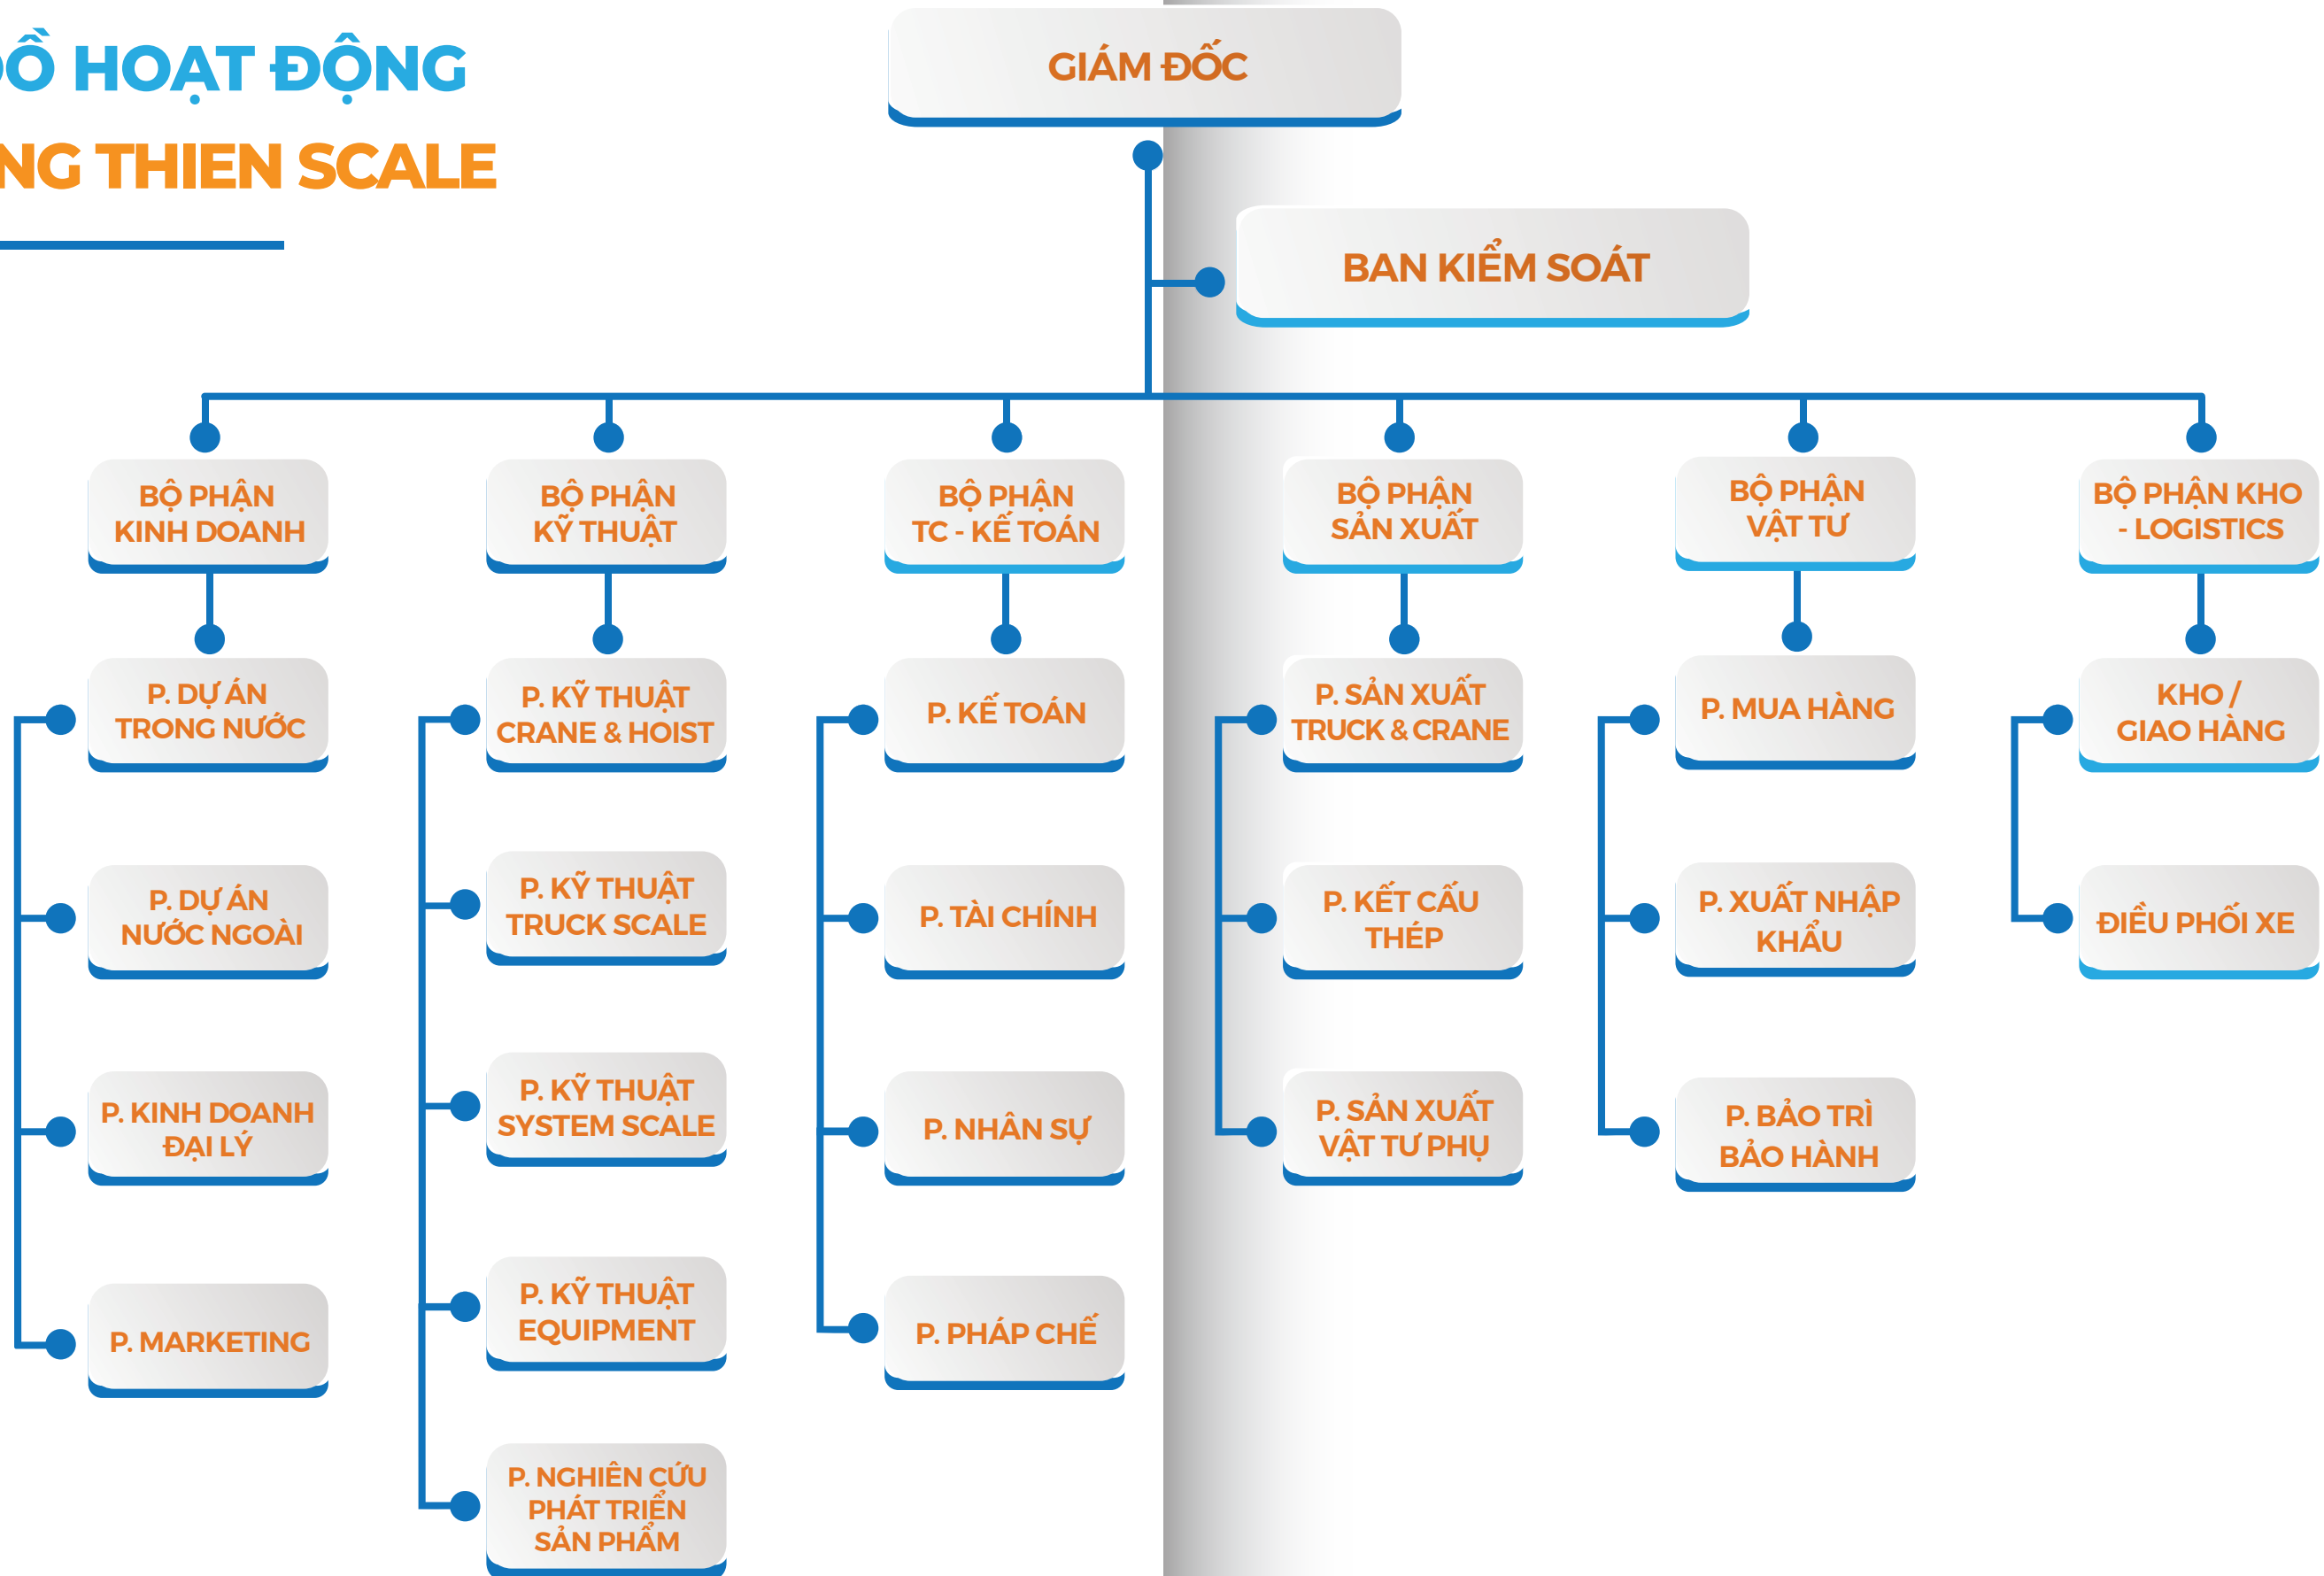 HOẠT ĐỘNG
THIEN SCALE
GIÁM ĐỐC
BAN KIỂM SOÁT
BỘ PHẬN
KINH DOANH
BỘ PHẬN
KỸ THUẬT
BỘ PHẬN
TC - KẾ TOÁN
BỘ PHẬN
SẢN XUẤT
BỘ PHẬN
VẬT TƯ
BỘ PHẬN KHO
- LOGISTICS
P. DỰ ÁN
TRONG NƯỚC
P. DỰ ÁN
NƯỚC NGOÀI
P. KINH DOANH
ĐẠI LÝ
P. MARKETING
P. KỸ THUẬT
CRANE & HOIST
P. KỸ THUẬT
TRUCK SCALE
P. KỸ THUẬT
SYSTEM SCALE
P. KỸ THUẬT
EQUIPMENT
P. NGHIÊN CỨU
PHÁT TRIỂN
SẢN PHẨM
P. KẾ TOÁN
P. TÀI CHÍNH
P. NHÂN SỰ
P. PHÁP CHẾ
P. SẢN XUẤT
TRUCK & CRANE
P. KẾT CẤU
THÉP
P. SẢN XUẤT
VẬT TƯ PHỤ
P. MUA HÀNG
P. XUẤT NHẬP
KHẨU
P. BẢO TRÌ
BẢO HÀNH
KHO /
GIAO HÀNG
ĐIỀU PHỐI XE